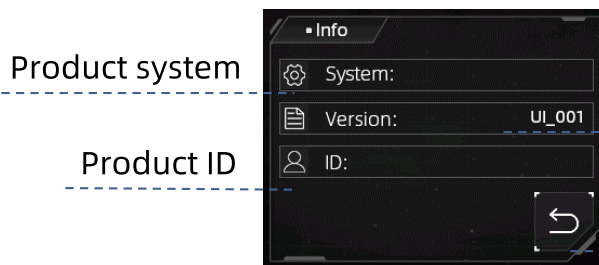 ▪ Info
Product system
System:
Version: UI_001
Product ID
ID: